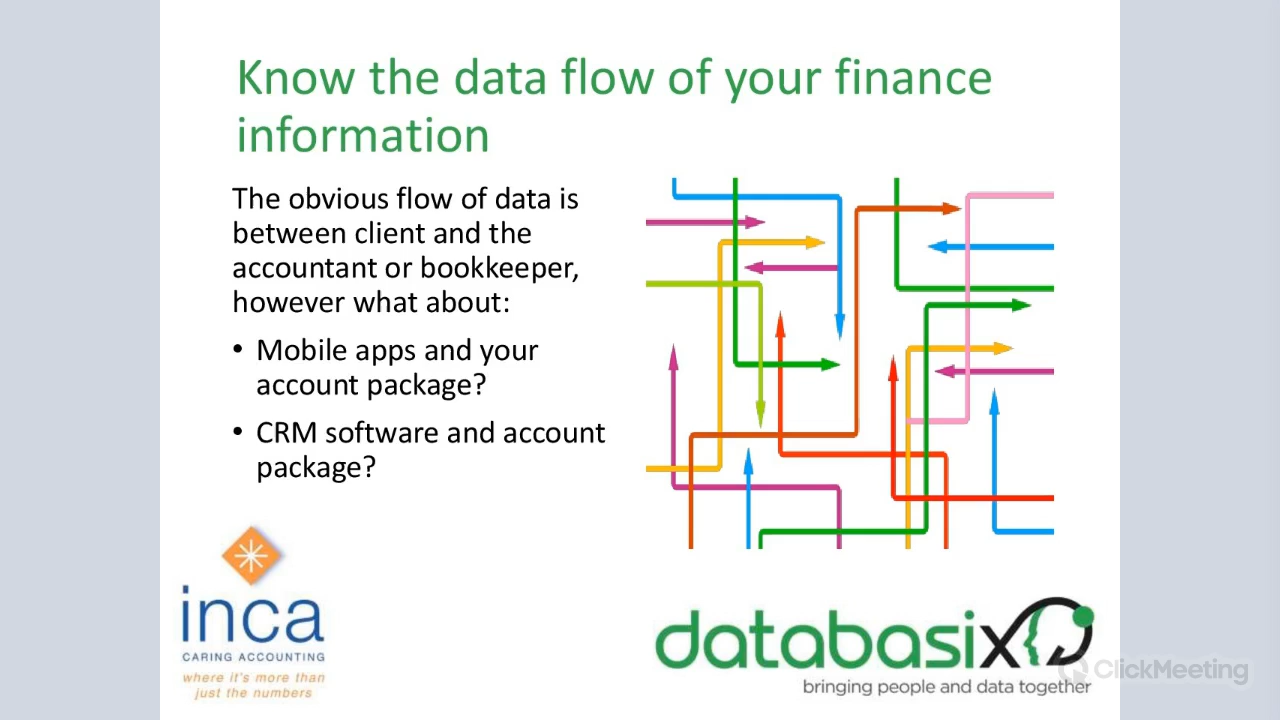 Know the data flow of your finance
information
The obvious flow of data is
between client and the
accountant or bookkeeper,
however what about:
• Mobile apps and your
account package?
• CRM software and account
package?
inca
CARING ACCOUNTING
where it's more than
just the numbers
databasix
bringing people and data together
ClickMeeting